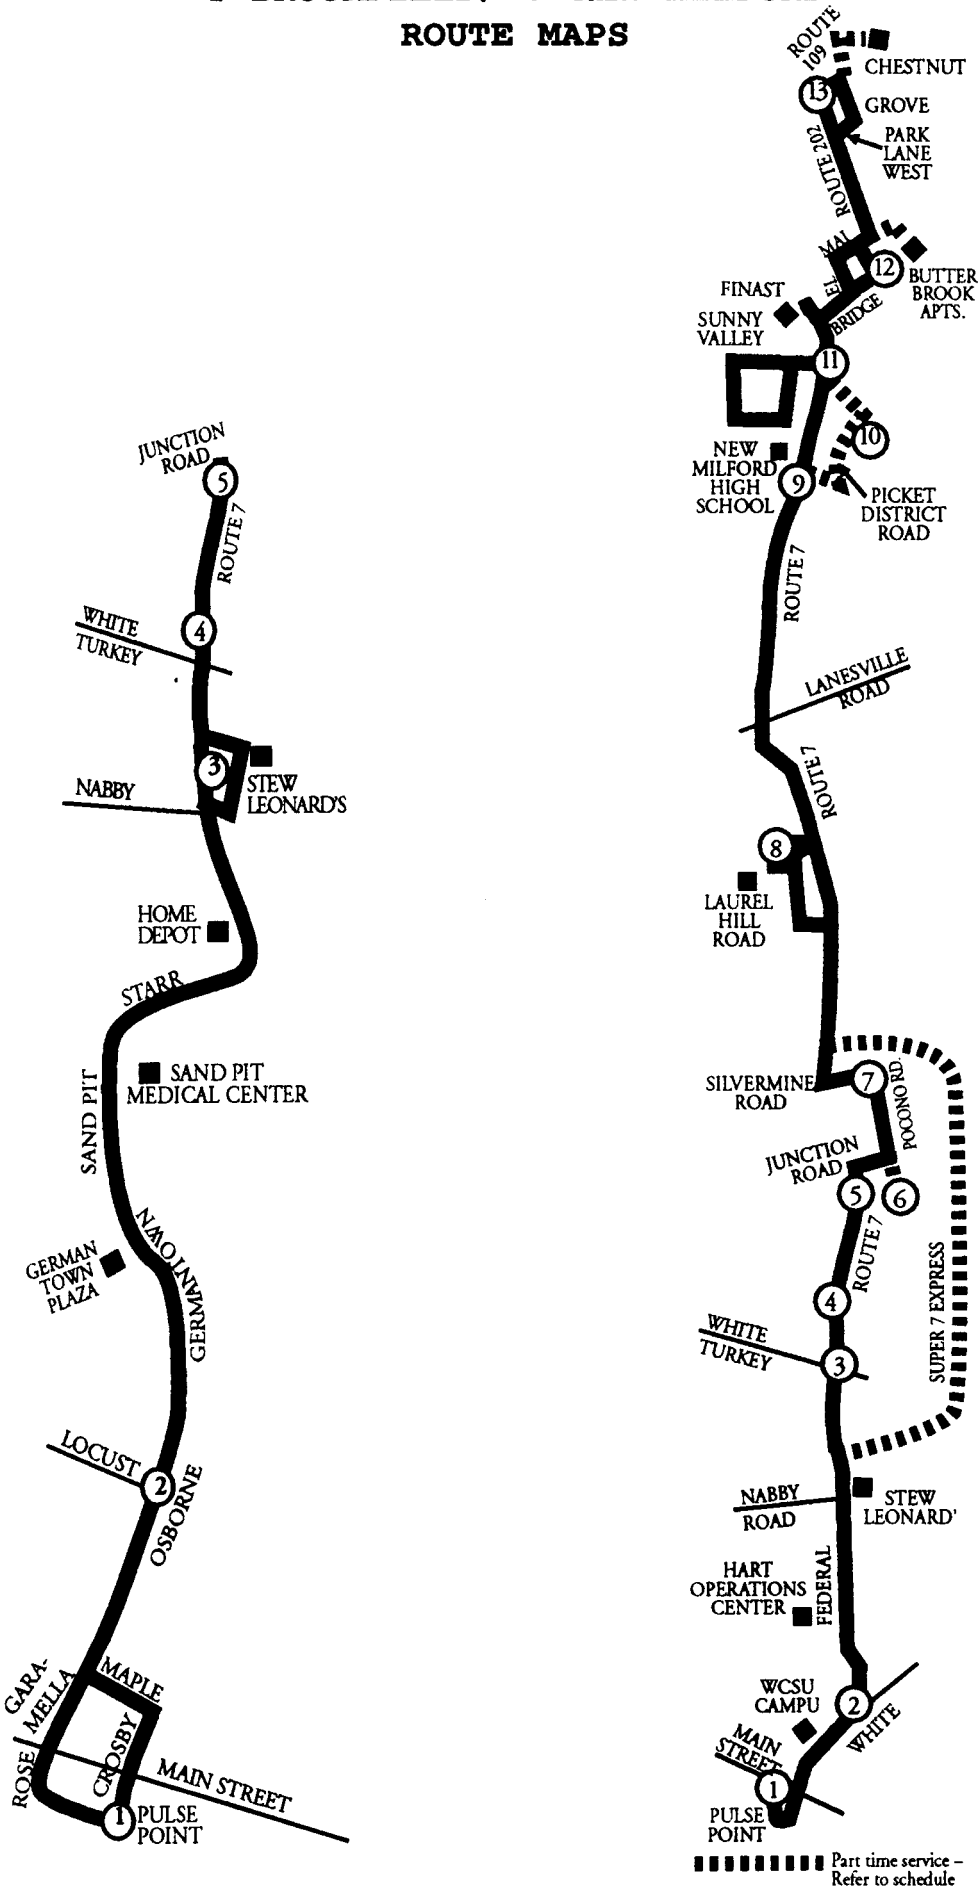 ROUTE MAPS
JUNCTION
ROAD
5
ROUTE 7
4
WHITE
TURKEY
3
STEW
LEONARD'S
NABBY
HOME
DEPOT
STARR
SAND PIT
MEDICAL CENTER
SAND PIT
GERMANTOWN
GERMAN
TOWN
PLAZA
LOCUST
2
OSBORNE
GARA-
MELLA
MAPLE
CROSBY
ROSE
MAIN STREET
1
PULSE
POINT
ROUTE
109
CHESTNUT
13
GROVE
PARK
LANE
WEST
ROUTE 202
MAL
EL
12
BUTTER
BROOK
APTS.
BRIDGE
FINAST
SUNNY
VALLEY
11
10
NEW
MILFORD
HIGH
SCHOOL
9
PICKET
DISTRICT
ROAD
ROUTE 7
LANESVILLE
ROAD
ROUTE 7
8
LAUREL
HILL
ROAD
SILVERMINE
ROAD
7
POCONO RD.
JUNCTION
ROAD
5
6
ROUTE 7
SUPER 7 EXPRESS
4
WHITE
TURKEY
3
NABBY
ROAD
STEW
LEONARD'
HART
OPERATIONS
CENTER
FEDERAL
WCSU
CAMPU
2
WHITE
MAIN
STREET
1
PULSE
POINT
Part time service –
Refer to schedule